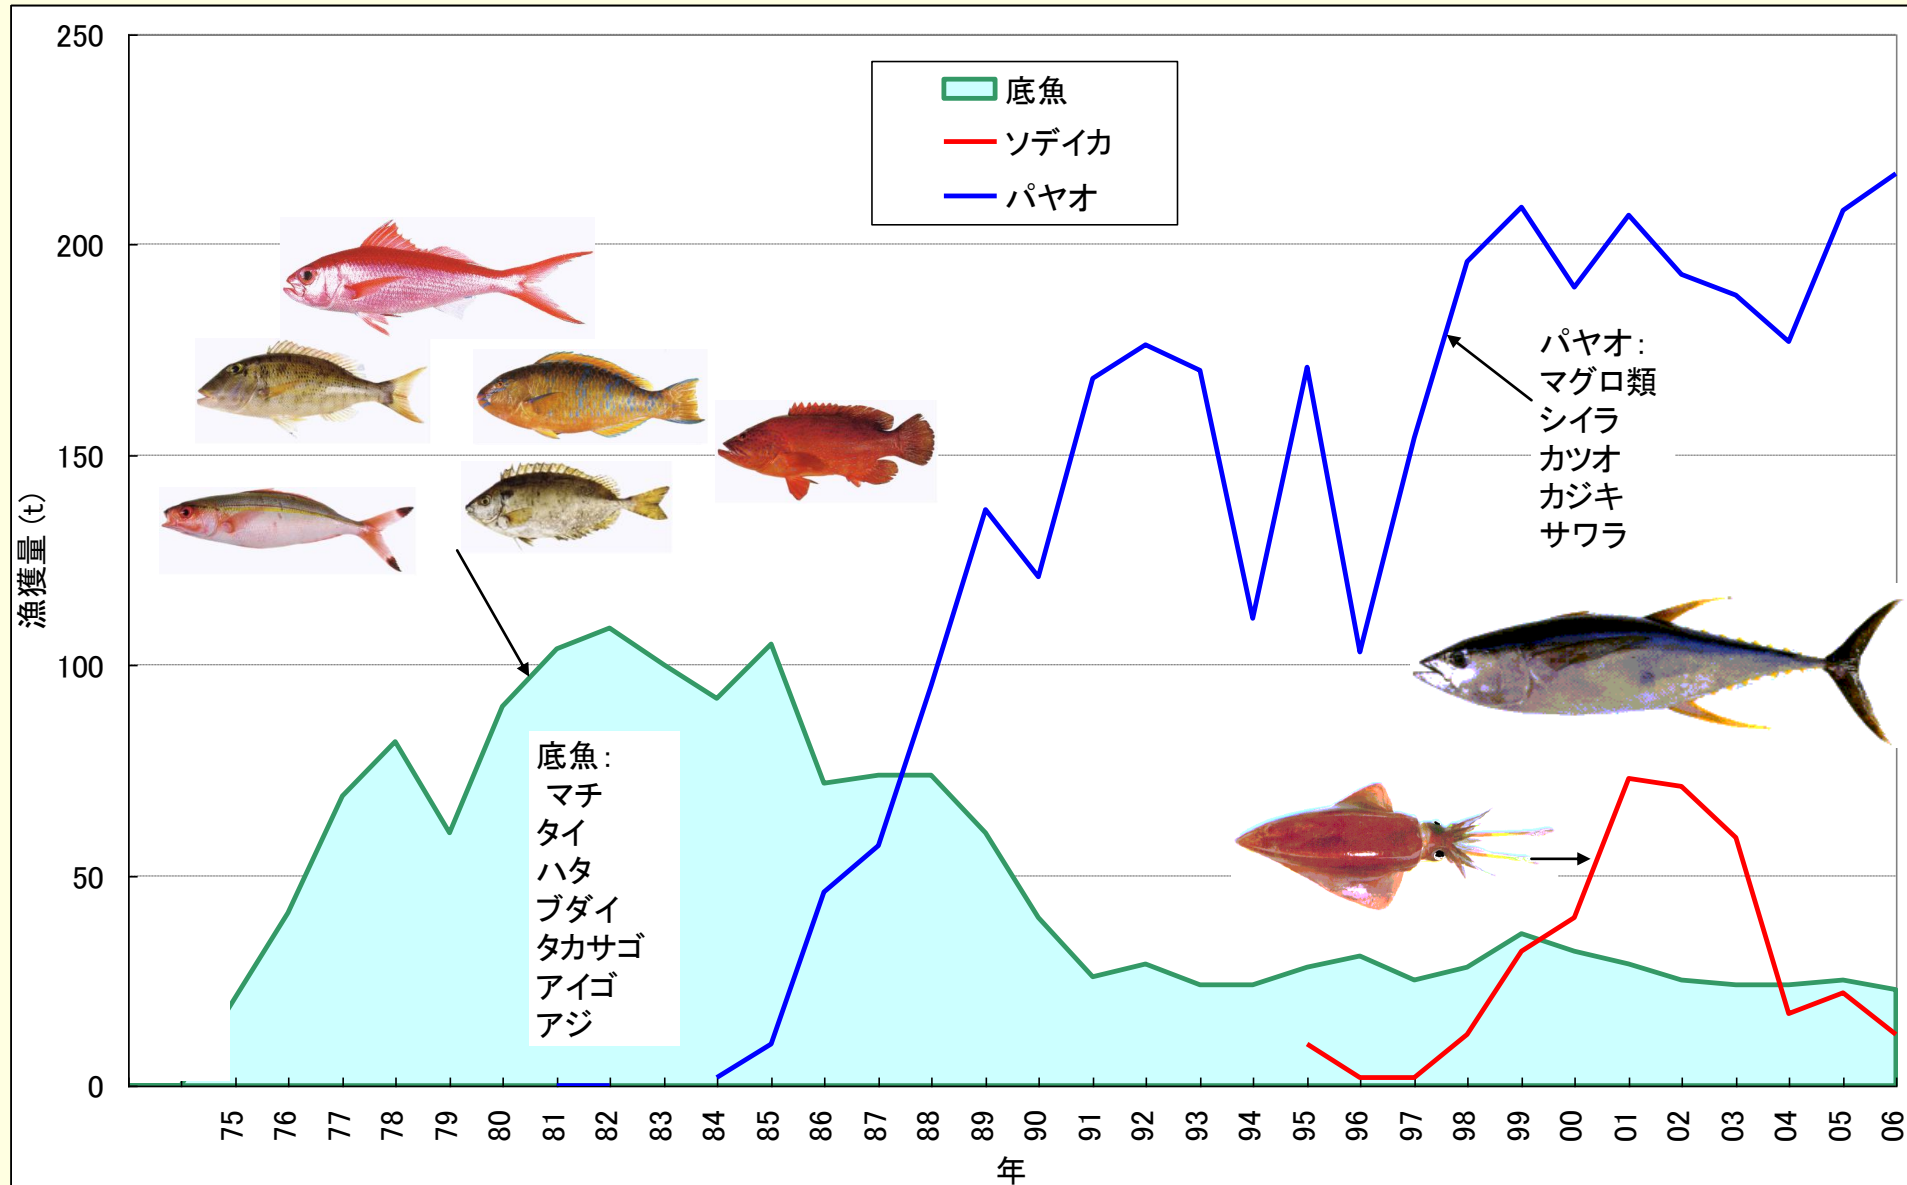 250
200
150
100
50
0
漁獲量 (t)
底魚
ソデイカ
パヤオ
パヤオ:
マグロ類
シイラ
カツオ
カジキ
サワラ
底魚:
マチ
タイ
ハタ
ブダイ
タカサゴ
アイゴ
アジ
75 76 77 78 79 80 81 82 83 84 85 86 87 88 89 90 91 92 93 94 95 96 97 98 99 00 01 02 03 04 05 06
年